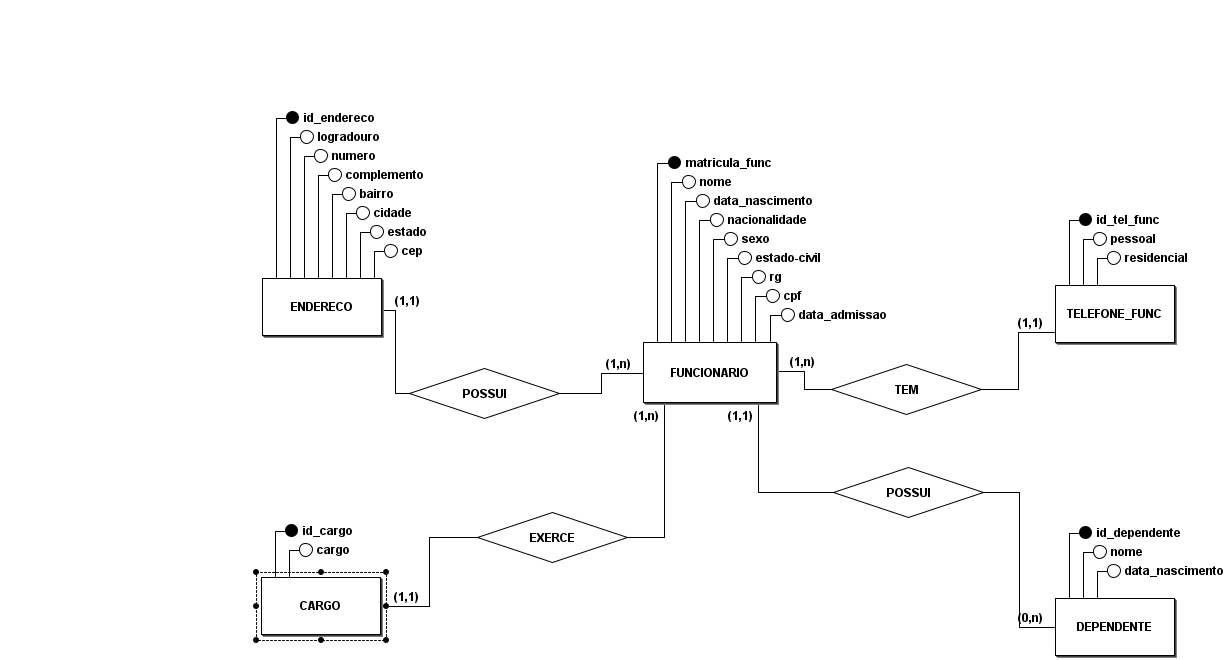 id_endereco
logradouro
numero
complemento
bairro
cidade
estado
cep
ENDERECO
(1,1)
POSSUI
(1,n)
matricula_func
nome
data_nascimento
nacionalidade
sexo
estado-civil
rg
cpf
data_admissao
FUNCIONARIO
(1,n)
TEM
(1,1)
id_tel_func
pessoal
residencial
TELEFONE_FUNC
(1,n)
(1,1)
POSSUI
(0,n)
id_dependente
nome
data_nascimento
DEPENDENTE
EXERCE
id_cargo
cargo
CARGO
(1,1)